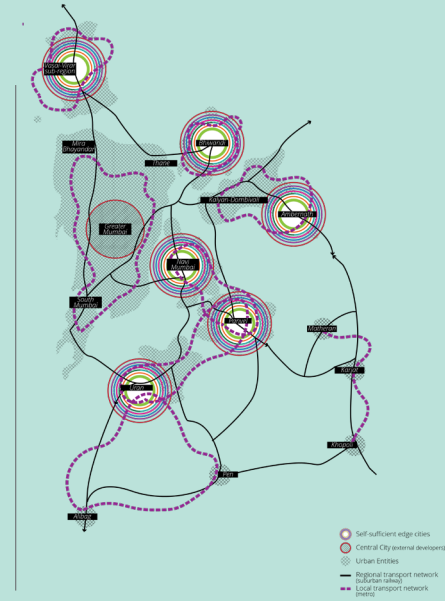 Vasai-Virar
sub-region
Bhiwandi
Mira
Bhayandar
Thane
Kalyan-Dombivali
Ambernath
Greater
Mumbai
Navi
Mumbai
South
Mumbai
Panvel
Matheran
Karjat
Uran
Khopoli
Pen
Alibag
Self-sufficient edge cities
Central City (external developers)
Urban Entities
Regional transport network
(suburban railway)
Local transport network
(metro)